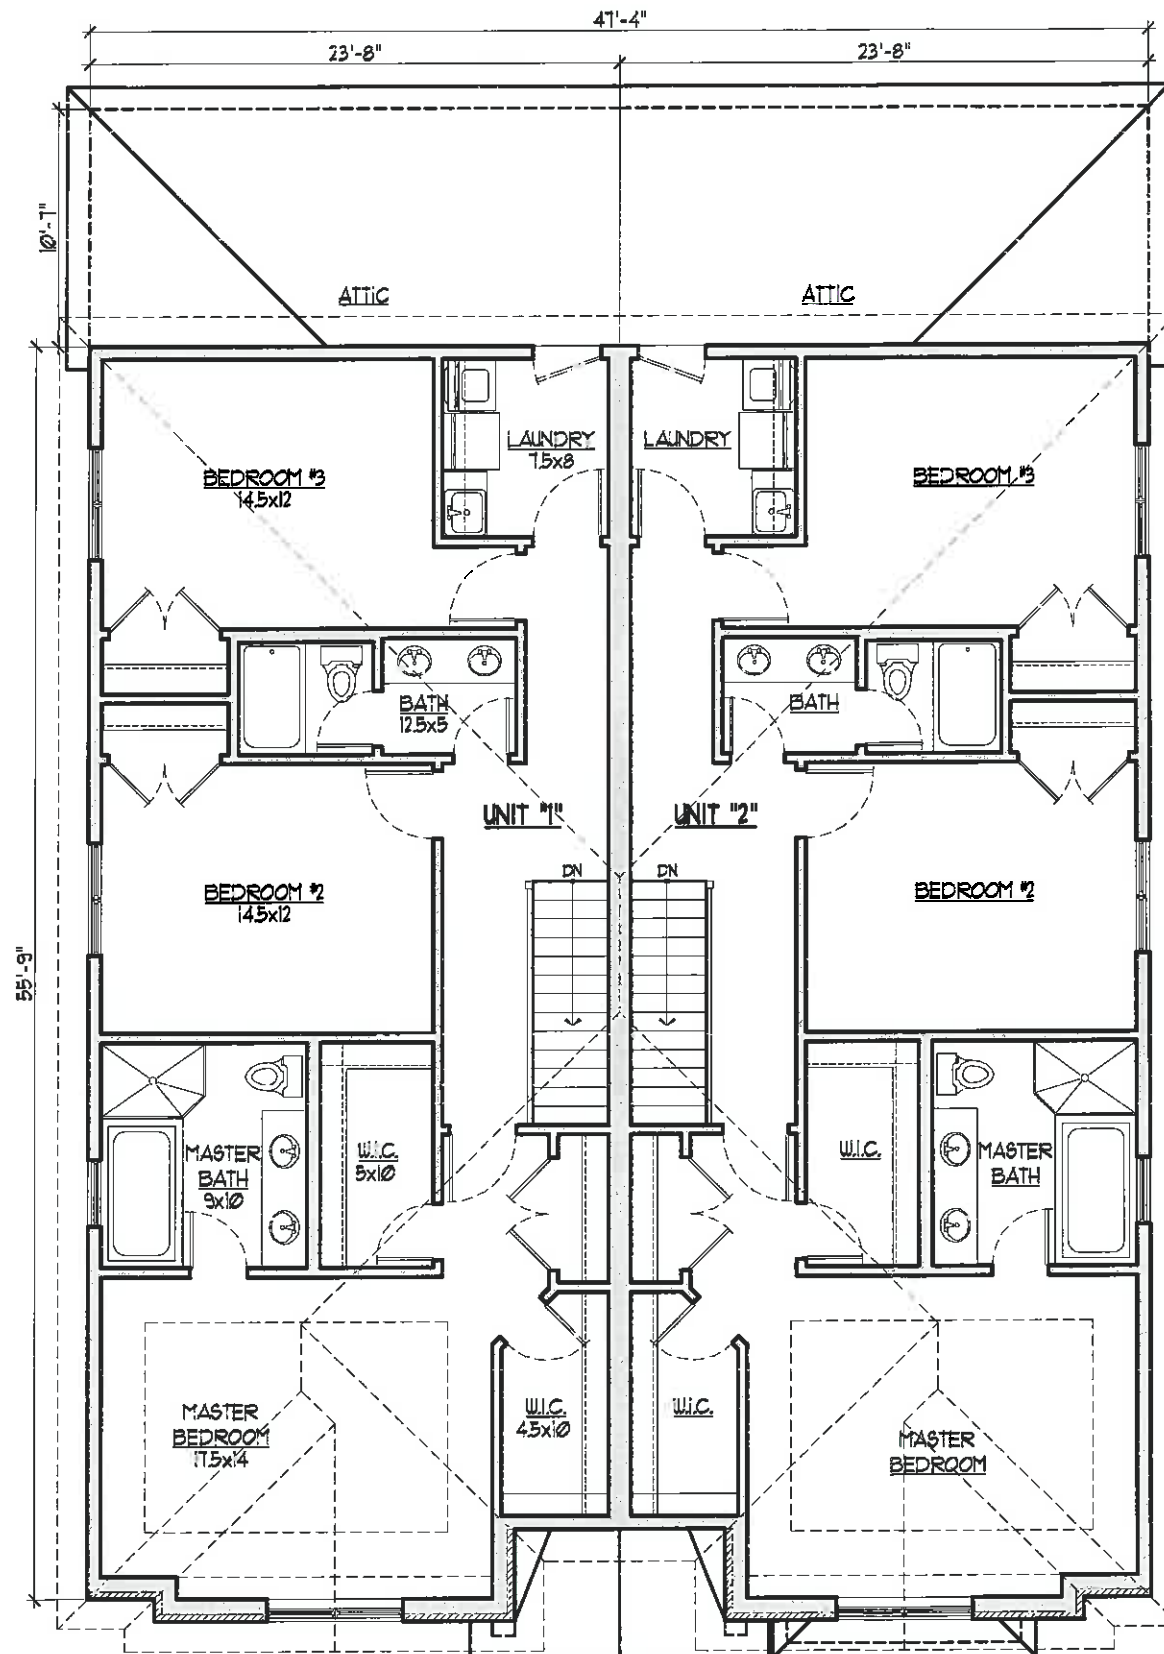 47'-4"
23'-8"
23'-8"
10'-7"
ATTIC
ATTIC
LAUNDRY
7.5x8
LAUNDRY
BEDROOM #3
14.5x12
BEDROOM #3
BATH
12.5x5
BATH
UNIT "1"
UNIT "2"
DN
DN
BEDROOM #2
14.5x12
BEDROOM #2
55'-9"
MASTER
BATH
9x10
W.I.C.
5x10
W.I.C.
MASTER
BATH
MASTER
BEDROOM
17.5x14
W.I.C.
4.5x10
W.I.C.
MASTER
BEDROOM